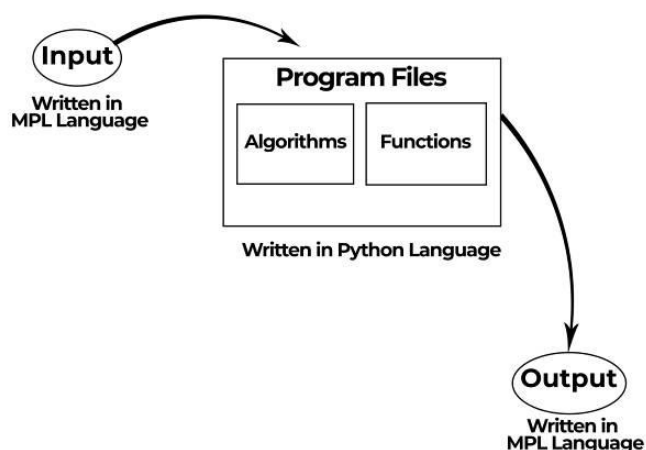 Input
Written in
MPL Language
Program Files
Algorithms
Functions
Written in Python Language
Output
Written in
MPL Language